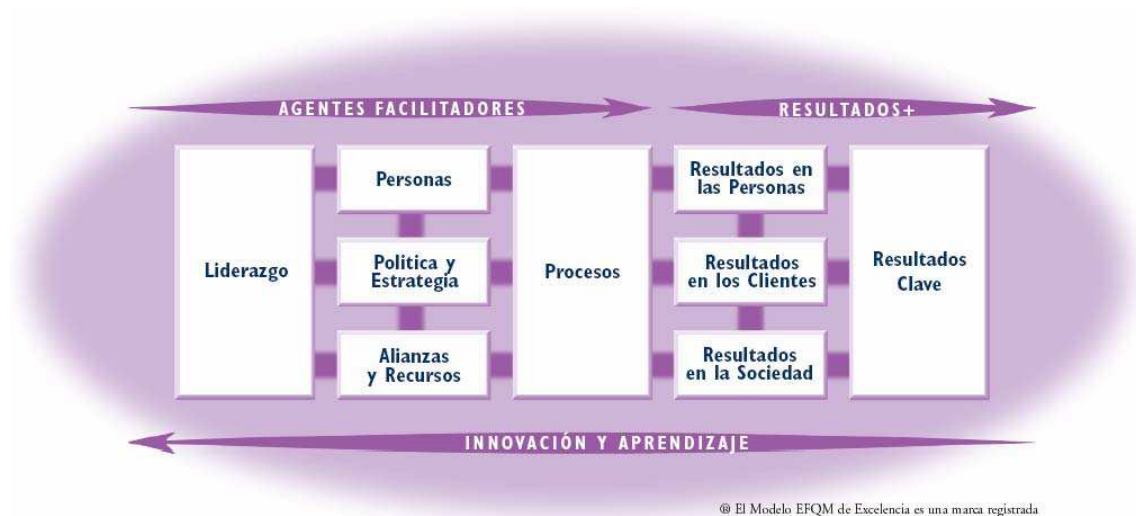 AGENTES FACILITADORES
RESULTADOS+
Liderazgo
Personas
Politica y
Estrategia
Alianzas
y Recursos
Procesos
Resultados en
las Personas
Resultados
en los Clientes
Resultados
en la Sociedad
Resultados
Clave
INNOVACIÓN Y APRENDIZAJE
® El Modelo EFQM de Excelencia es una marca registrada